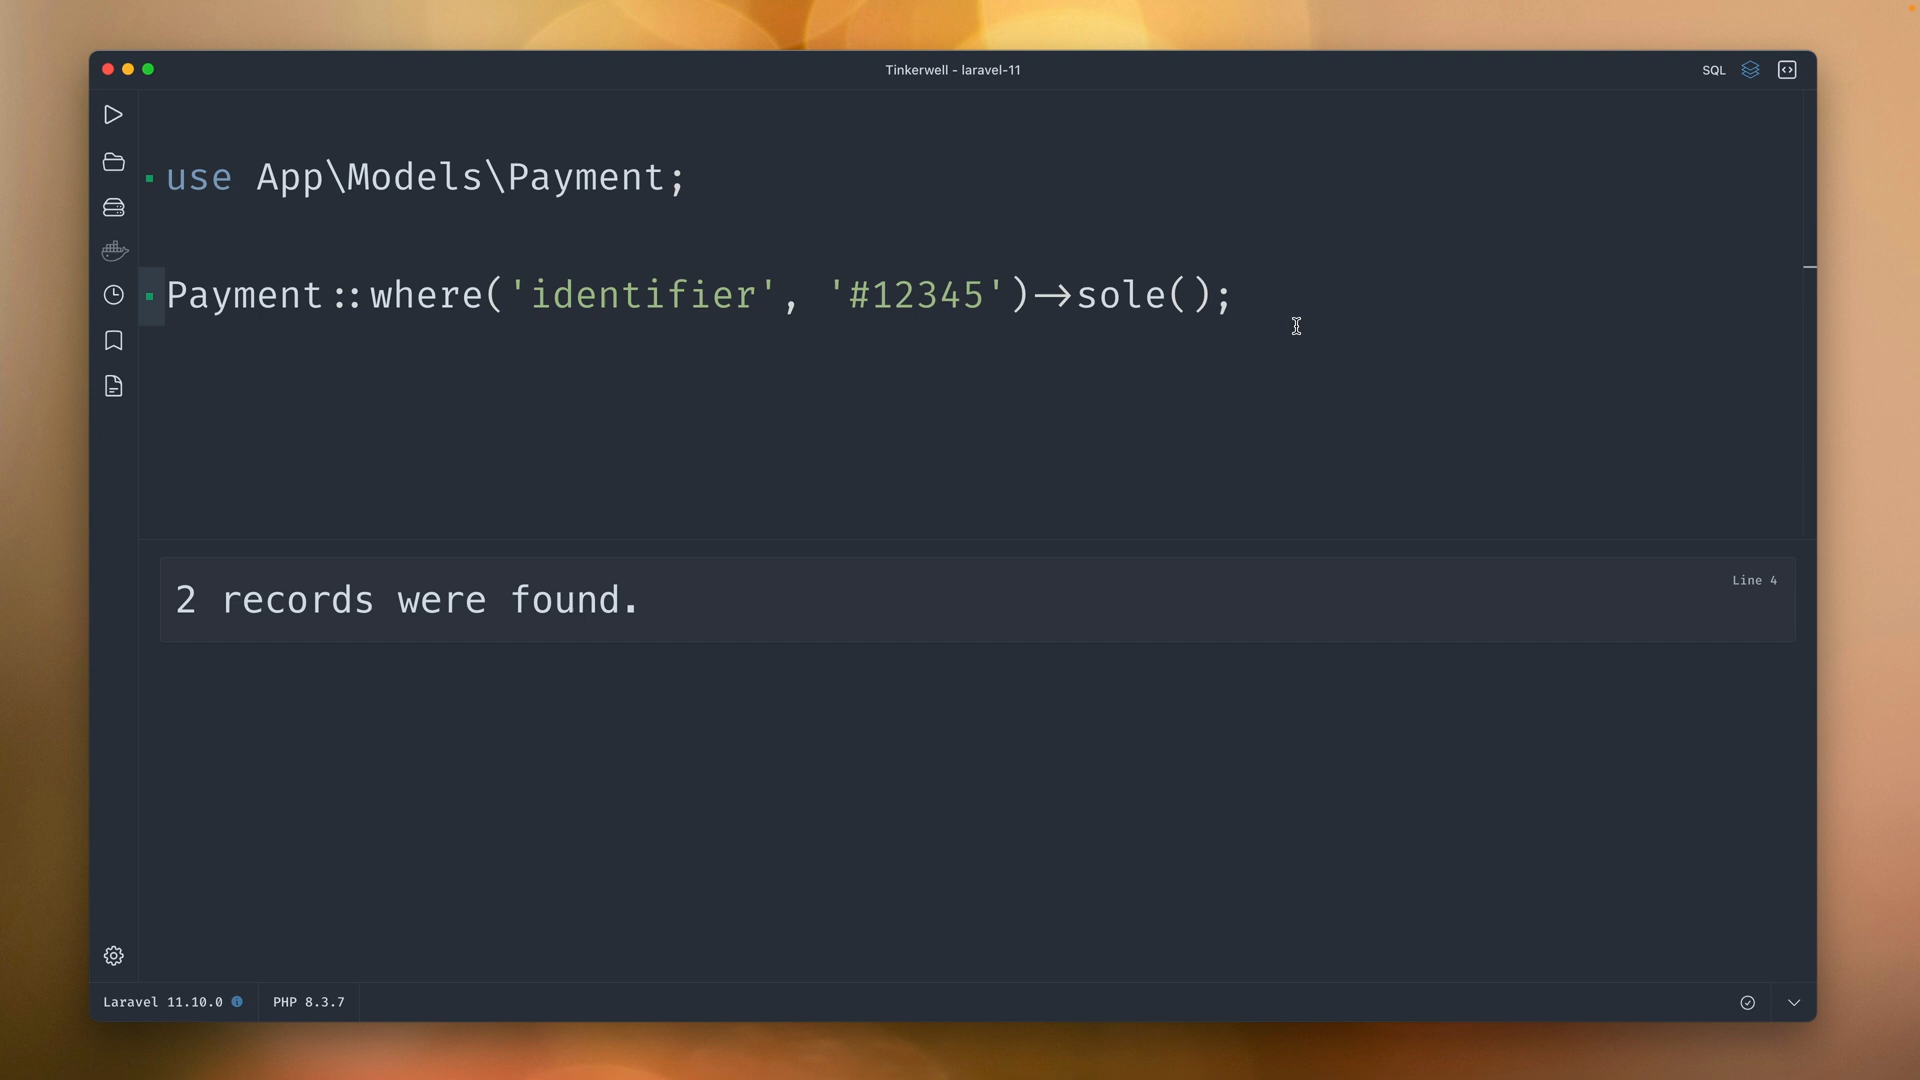 Tinkerwell - laravel-11
SQL
use App\Models\Payment;
Payment::where('identifier', '#12345')->sole();
2 records were found.
Line 4
Laravel 11.10.0
PHP 8.3.7